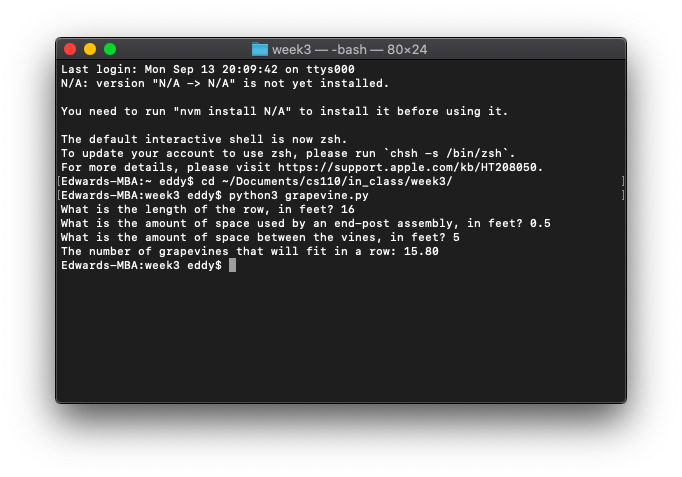 week3 — -bash — 80×24
Last login: Mon Sep 13 20:09:42 on ttys000
N/A: version "N/A -> N/A" is not yet installed.
You need to run "nvm install N/A" to install it before using it.
The default interactive shell is now zsh.
To update your account to use zsh, please run `chsh -s /bin/zsh`.
For more details, please visit https://support.apple.com/kb/HT208050.
[Edwards-MBA:~ eddy$ cd ~/Documents/cs110/in_class/week3/ ]
[Edwards-MBA:week3 eddy$ python3 grapevine.py ]
What is the length of the row, in feet? 16
What is the amount of space used by an end-post assembly, in feet? 0.5
What is the amount of space between the vines, in feet? 5
The number of grapevines that will fit in a row: 15.80
Edwards-MBA:week3 eddy$